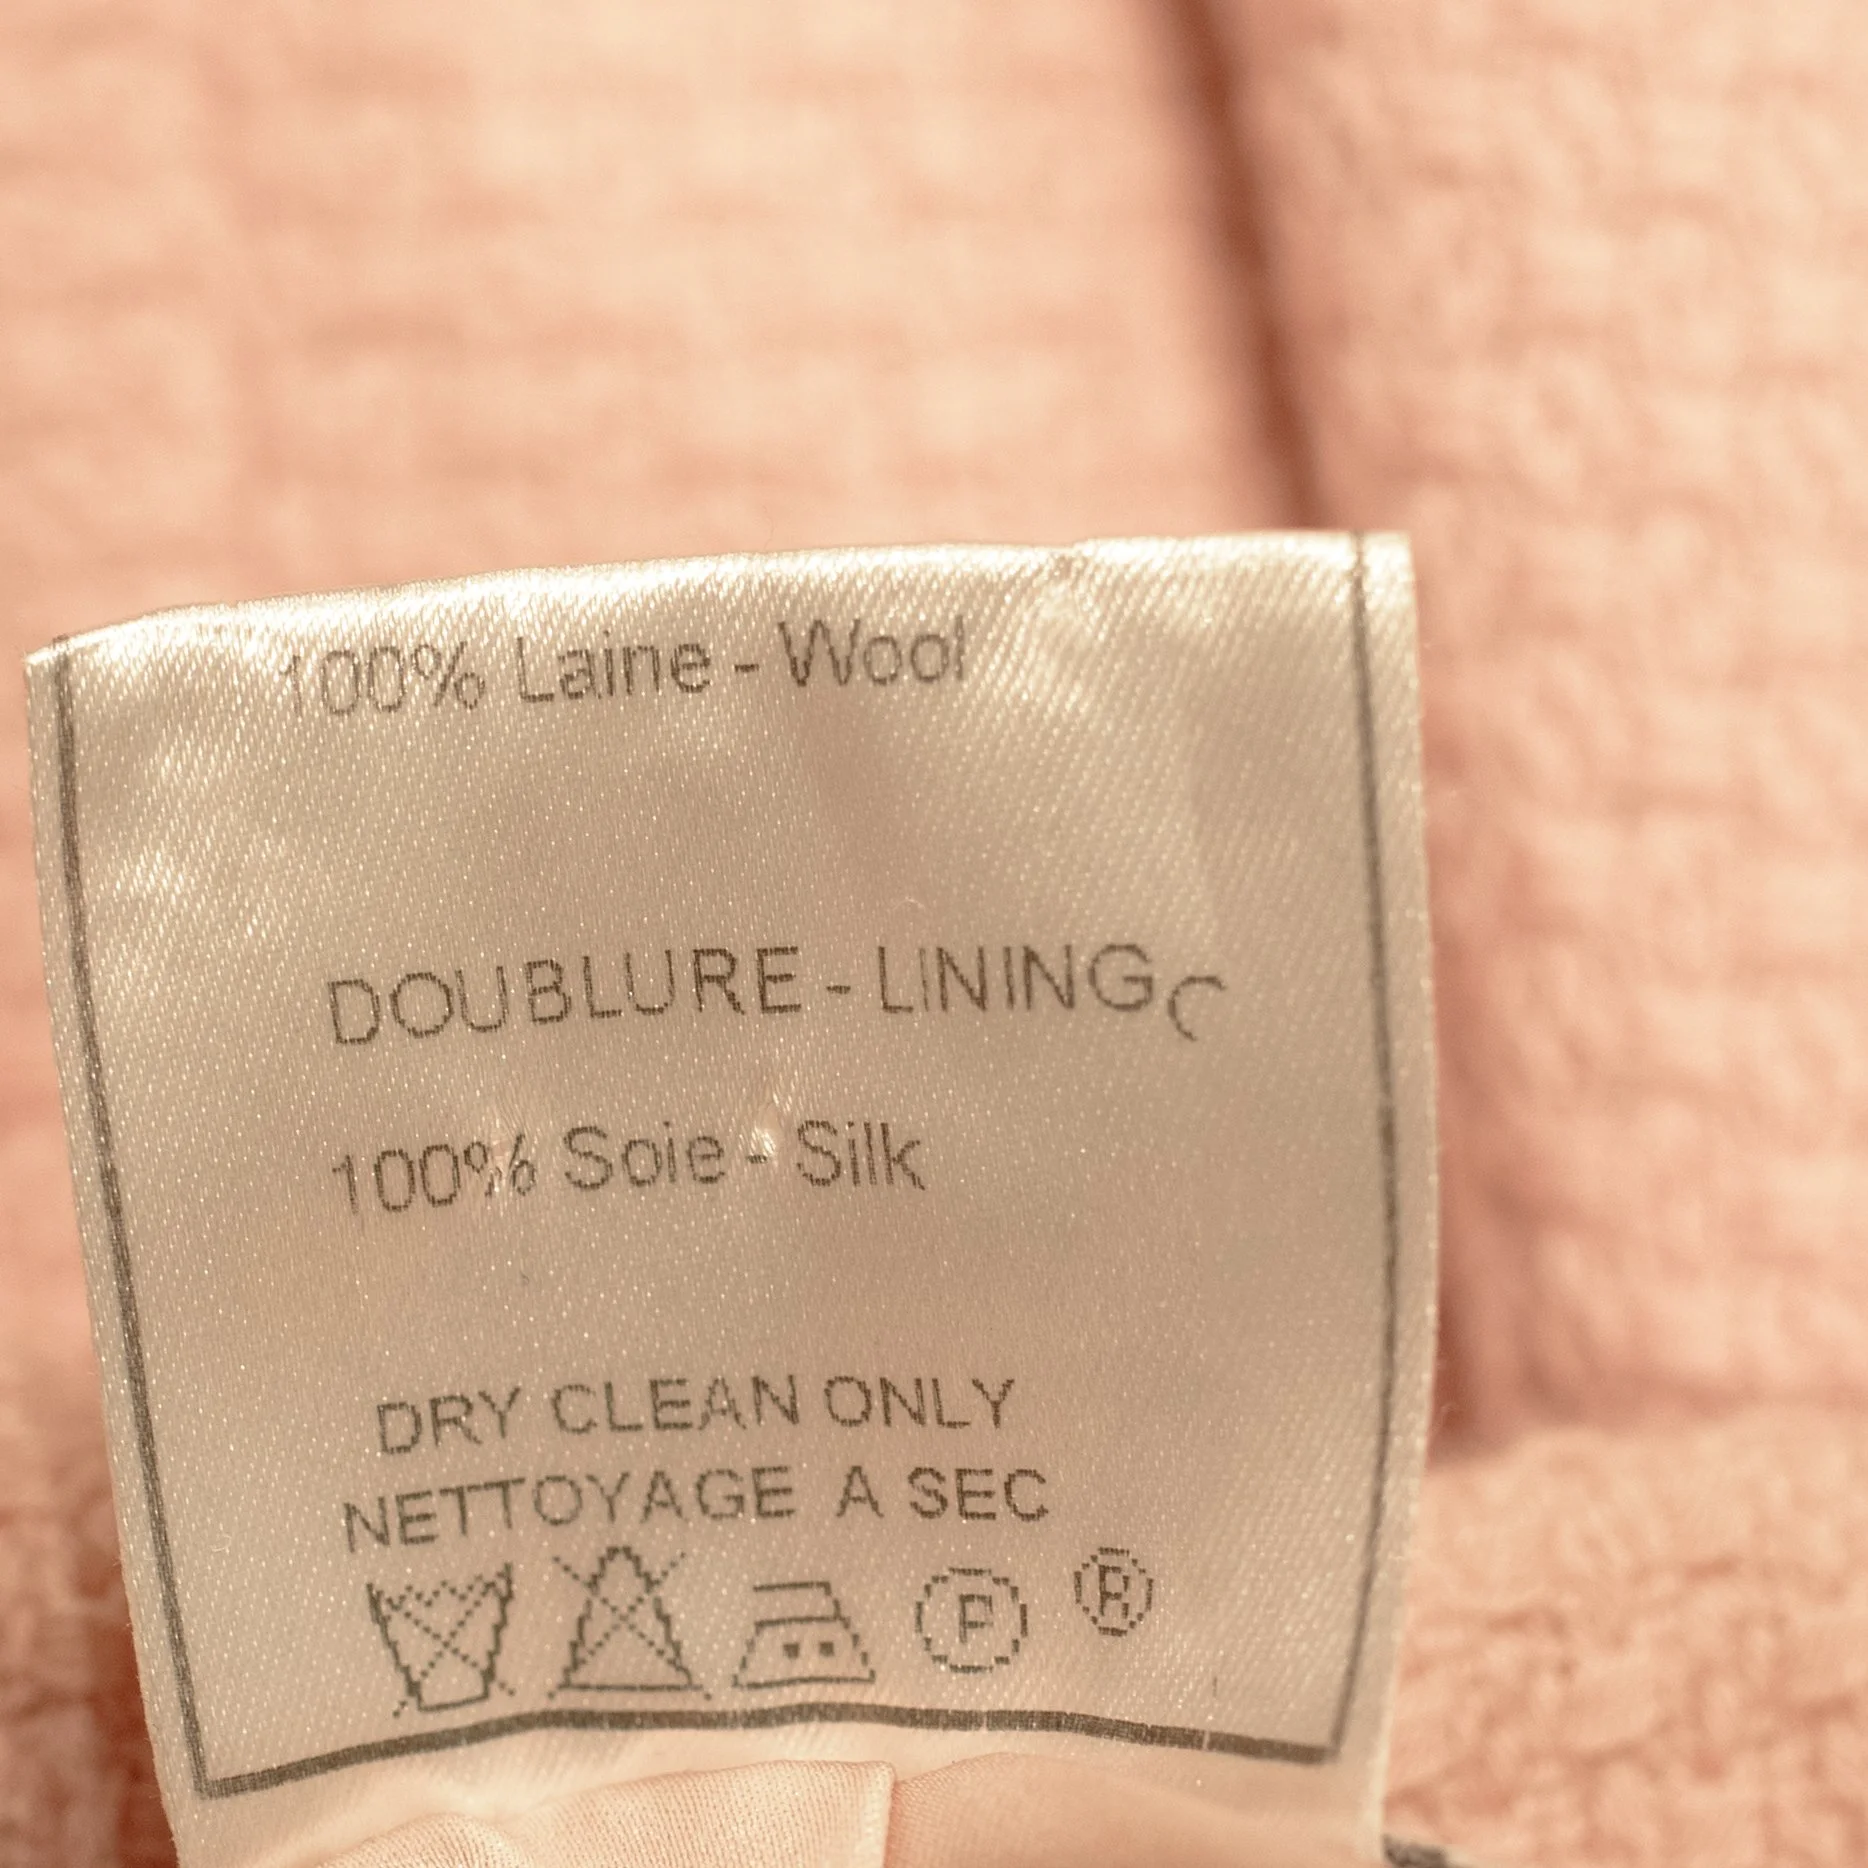 100% Laine - Wool
DOUBLURE - LINING C
100% Soie - Silk
DRY CLEAN ONLY
NETTOYAGE A SEC
P ®